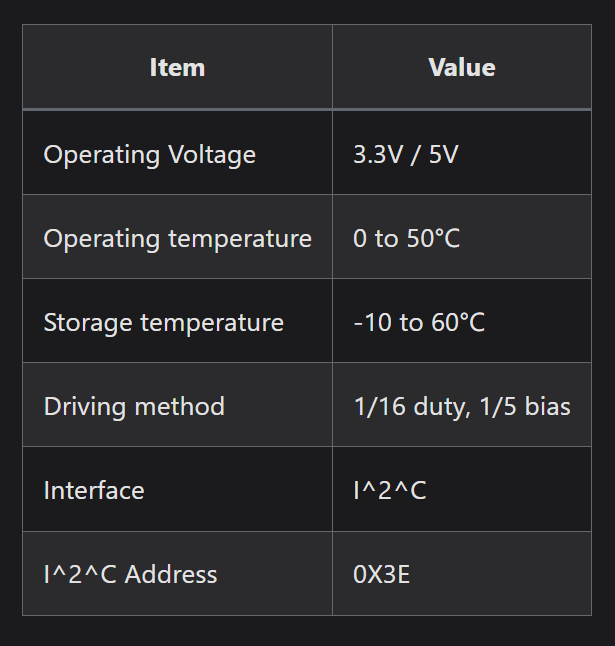 Item Value
Operating Voltage 3.3V / 5V
Operating temperature 0 to 50°C
Storage temperature -10 to 60°C
Driving method 1/16 duty, 1/5 bias
Interface I^2^C
I^2^C Address 0X3E